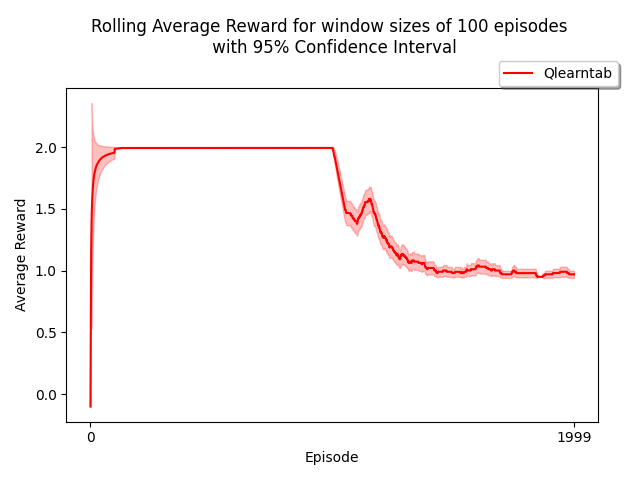 Rolling Average Reward for window sizes of 100 episodes
with 95% Confidence Interval
Qlearntab
2.0
1.5
1.0
0.5
0.0
Average Reward
0
1999
Episode